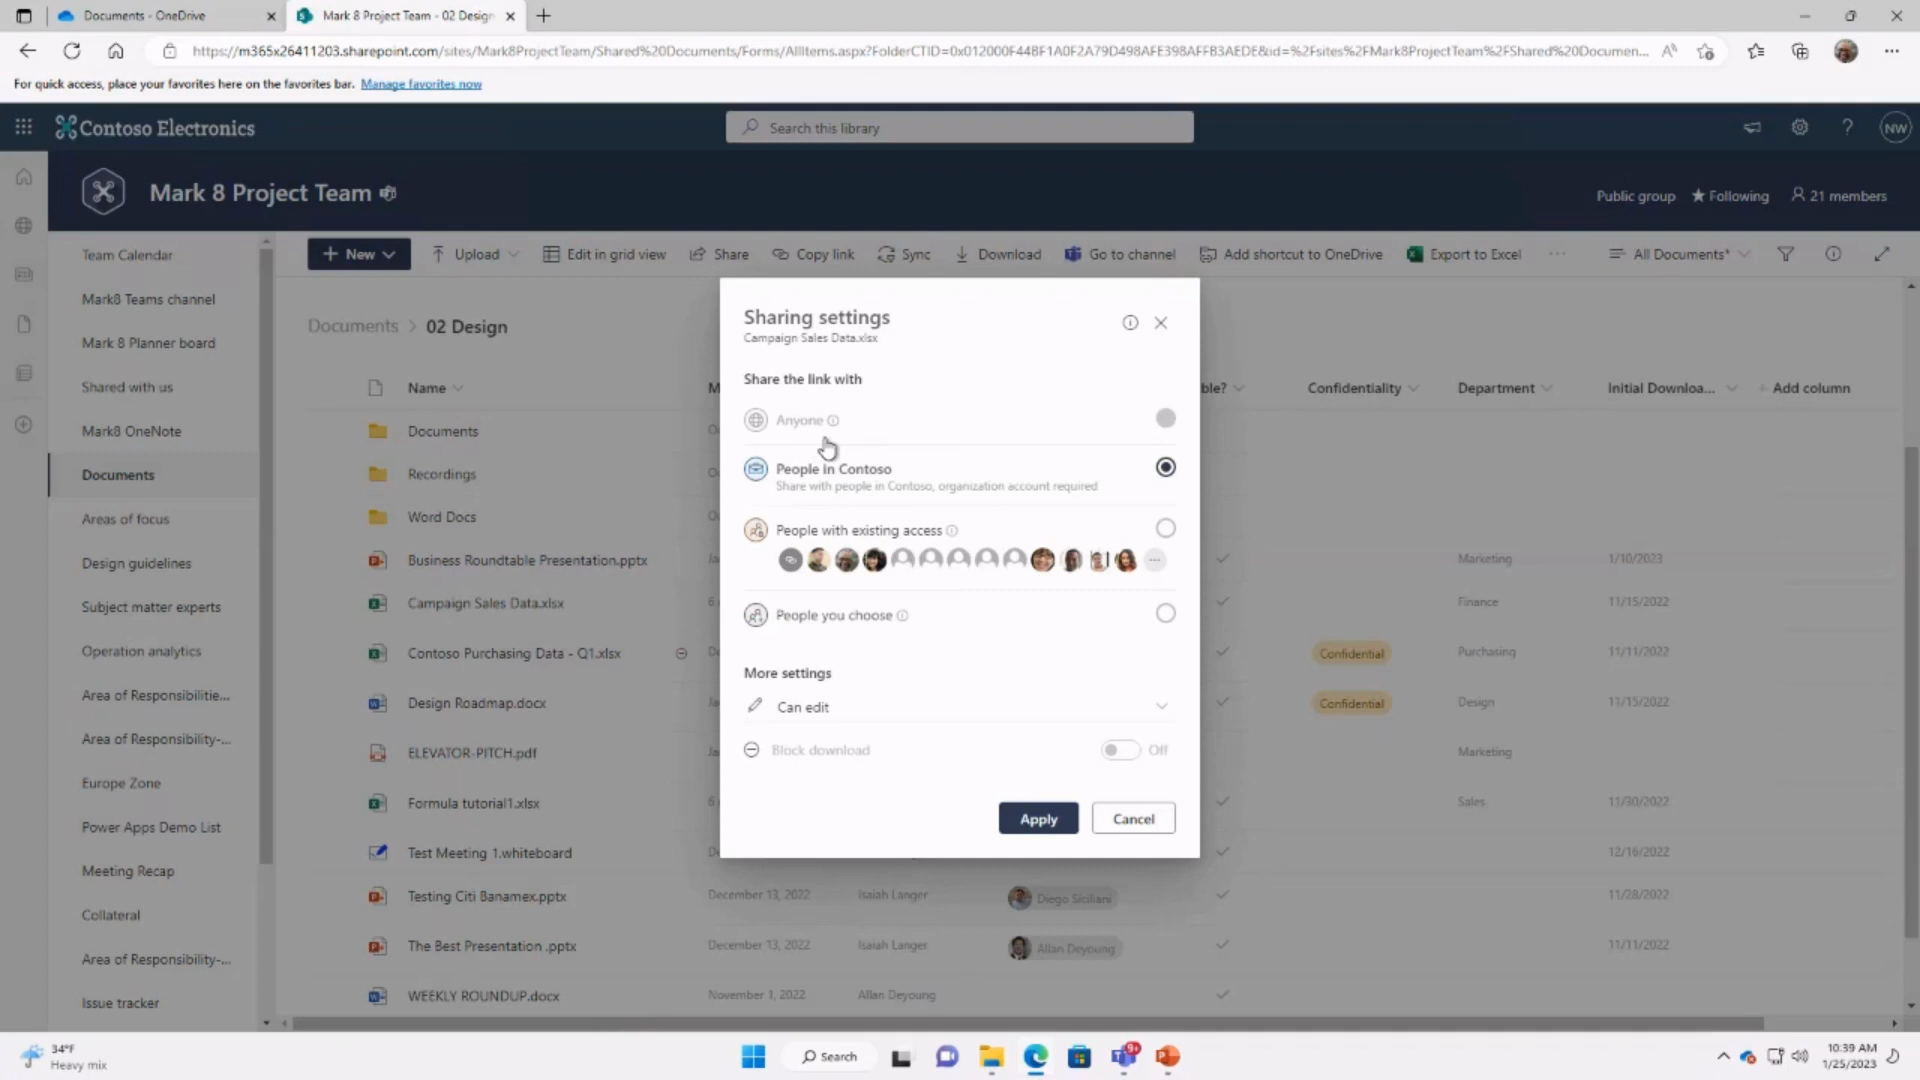 Documents - OneDrive
Mark 8 Project Team - 02 Design
https://m365x26411203.sharepoint.com/sites/Mark8ProjectTeam/Shared%20Documents/Forms/AllItems.aspx?FolderCTID=0x012000F44BF1A0F2A79D498AFE398AFFB3AEDE&id=%2Fsites%2FMark8ProjectTeam%2FShared%20Documen...
For quick access, place your favorites here on the favorites bar. Manage favorites now
Contoso Electronics
Search this library
NW
Mark 8 Project Team
Public group
Following
21 members
Team Calendar
Mark8 Teams channel
Mark 8 Planner board
Shared with us
Mark8 OneNote
Documents
Areas of focus
Design guidelines
Subject matter experts
Operation analytics
Area of Responsibilitie...
Area of Responsibility-...
Europe Zone
Power Apps Demo List
Meeting Recap
Collateral
Area of Responsibility-...
Issue tracker
New
Upload
Edit in grid view
Share
Copy link
Sync
Download
Go to channel
Add shortcut to OneDrive
Export to Excel
All Documents*
Documents > 02 Design
Name
M
ble?
Confidentiality
Department
Initial Downloa...
+ Add column
Documents
Recordings
Word Docs
Business Roundtable Presentation.pptx
Marketing
1/10/2023
Campaign Sales Data.xlsx
Finance
11/15/2022
Contoso Purchasing Data - Q1.xlsx
Confidential
Purchasing
11/11/2022
Design Roadmap.docx
Confidential
Design
11/15/2022
ELEVATOR-PITCH.pdf
Marketing
Formula tutorial1.xlsx
Sales
11/30/2022
Test Meeting 1.whiteboard
12/16/2022
Testing Citi Banamex.pptx
December 13, 2022
Isaiah Langer
Diego Siciliani
11/28/2022
The Best Presentation .pptx
December 13, 2022
Isaiah Langer
Allan Deyoung
11/11/2022
WEEKLY ROUNDUP.docx
November 1, 2022
Allan Deyoung
Sharing settings
Campaign Sales Data.xlsx
Share the link with
Anyone
People in Contoso
Share with people in Contoso, organization account required
People with existing access
People you choose
More settings
Can edit
Block download
Off
Apply
Cancel
34°F
Heavy mix
Search
9+
10:39 AM
1/25/2023